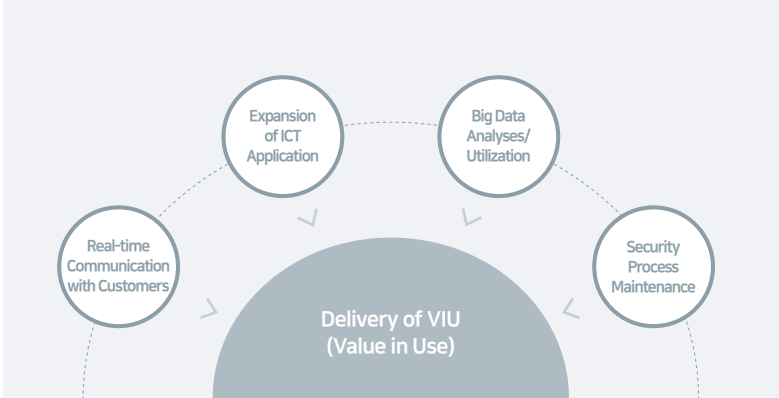 Expansion
of ICT
Application
Big Data
Analyses/
Utilization
Real-time
Communication
with Customers
Security
Process
Maintenance
Delivery of VIU
(Value in Use)